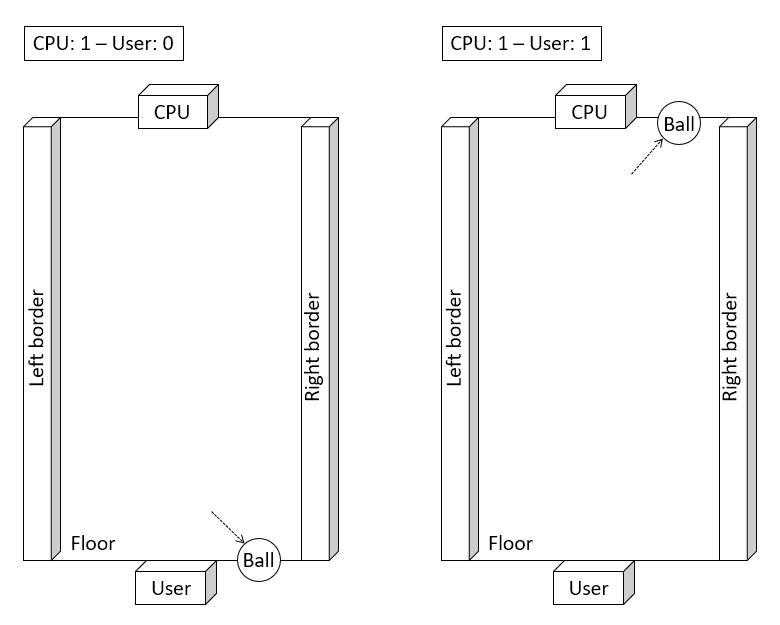 CPU: 1 – User: 0
CPU
Left border
Right border
Floor
Ball
User
CPU: 1 – User: 1
CPU
Ball
Left border
Right border
Floor
User